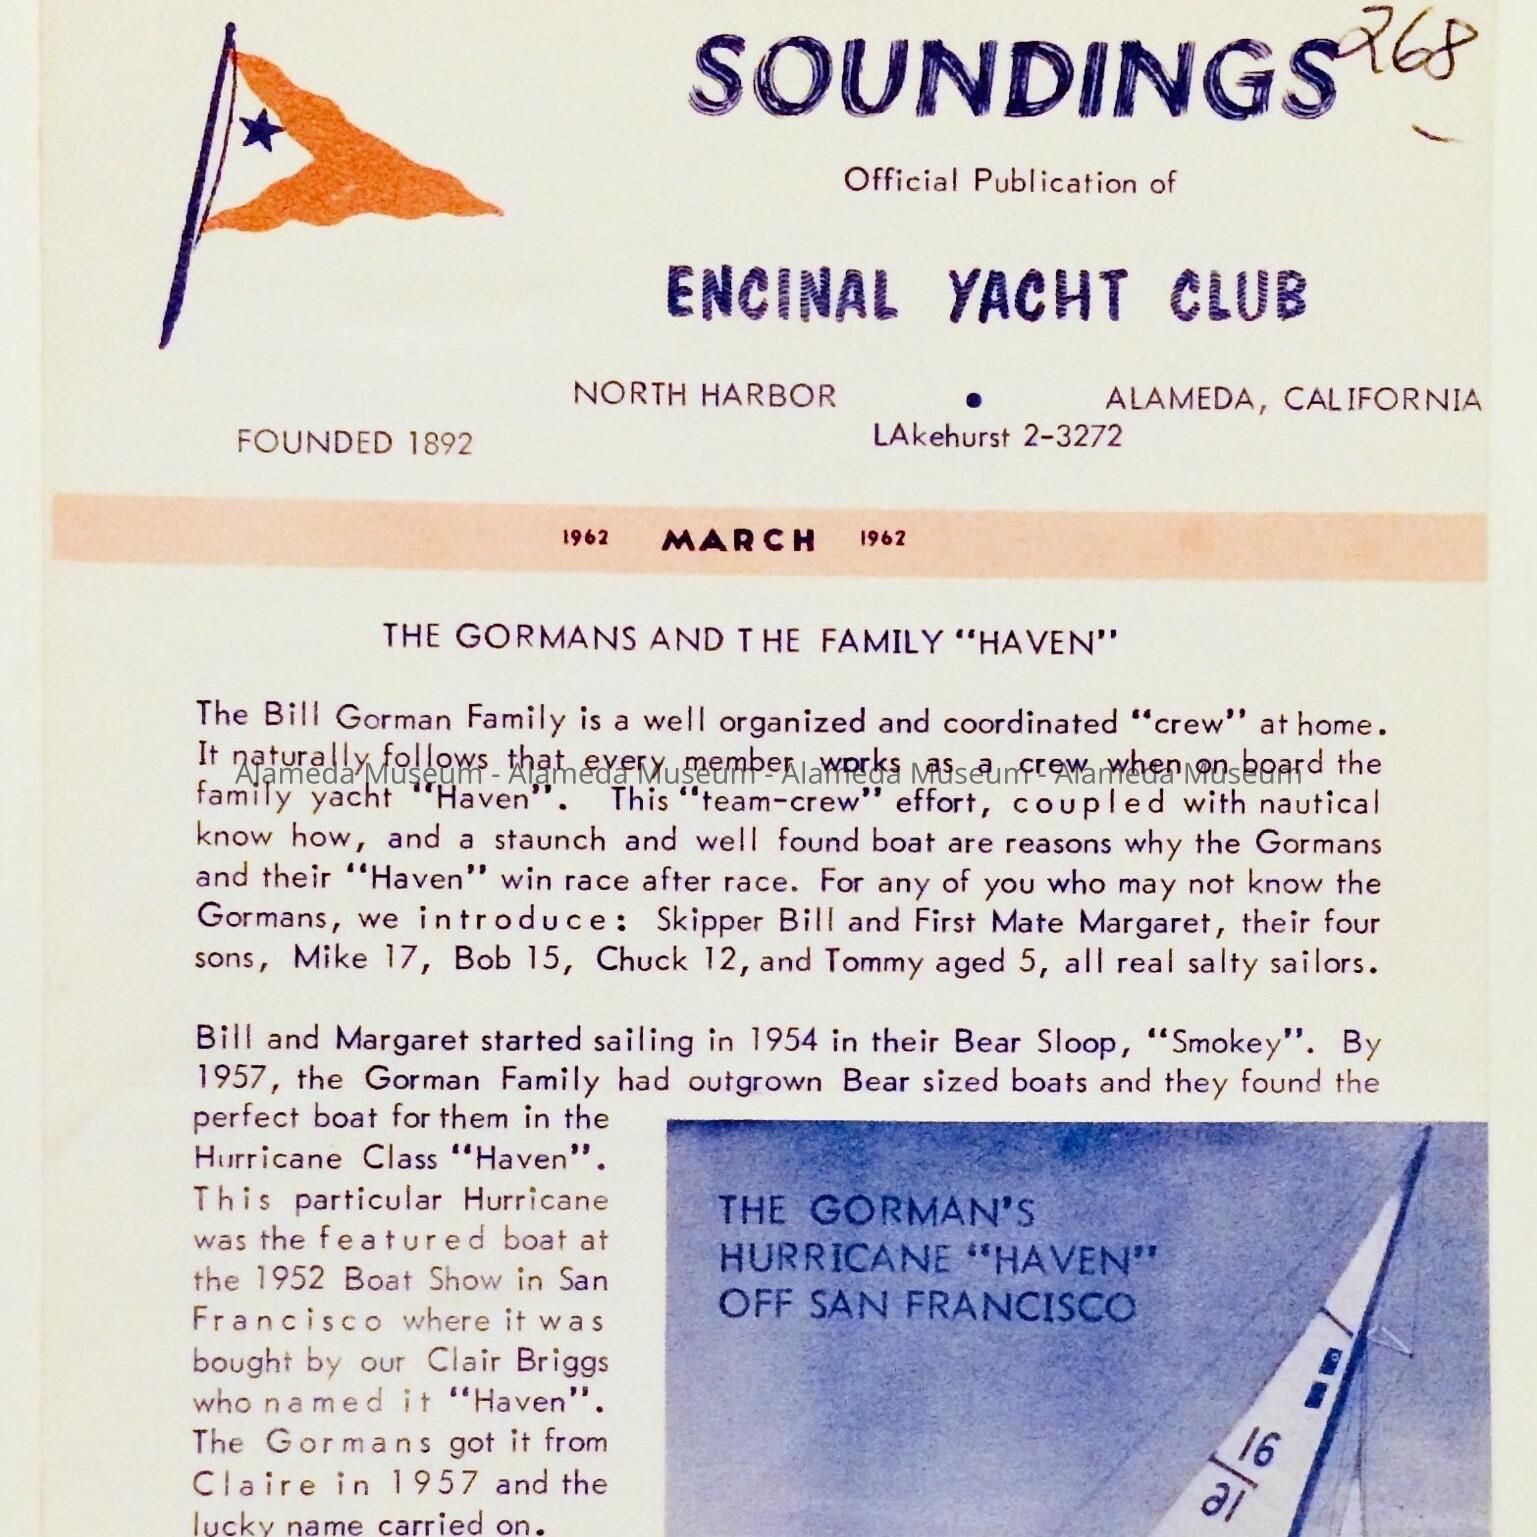 SOUNDINGS 268
Official Publication of
ENCINAL YACHT CLUB
NORTH HARBOR • ALAMEDA, CALIFORNIA
LAkehurst 2-3272
FOUNDED 1892
1962 MARCH 1962
THE GORMANS AND THE FAMILY “HAVEN”
The Bill Gorman Family is a well organized and coordinated “crew” at home.
It naturally follows that every member works as a crew when on board the
Alameda Museum - Alameda Museum - Alameda Museum - Alameda Museum
family yacht “Haven”. This “team-crew” effort, coupled with nautical
know how, and a staunch and well found boat are reasons why the Gormans
and their “Haven” win race after race. For any of you who may not know the
Gormans, we introduce: Skipper Bill and First Mate Margaret, their four
sons, Mike 17, Bob 15, Chuck 12, and Tommy aged 5, all real salty sailors.
Bill and Margaret started sailing in 1954 in their Bear Sloop, “Smokey”. By
1957, the Gorman Family had outgrown Bear sized boats and they found the
perfect boat for them in the
Hurricane Class “Haven”.
This particular Hurricane
was the featured boat at
the 1952 Boat Show in San
Francisco where it was
bought by our Clair Briggs
who named it “Haven”.
The Gormans got it from
Claire in 1957 and the
lucky name carried on.
THE GORMAN’S
HURRICANE “HAVEN”
OFF SAN FRANCISCO
16
16